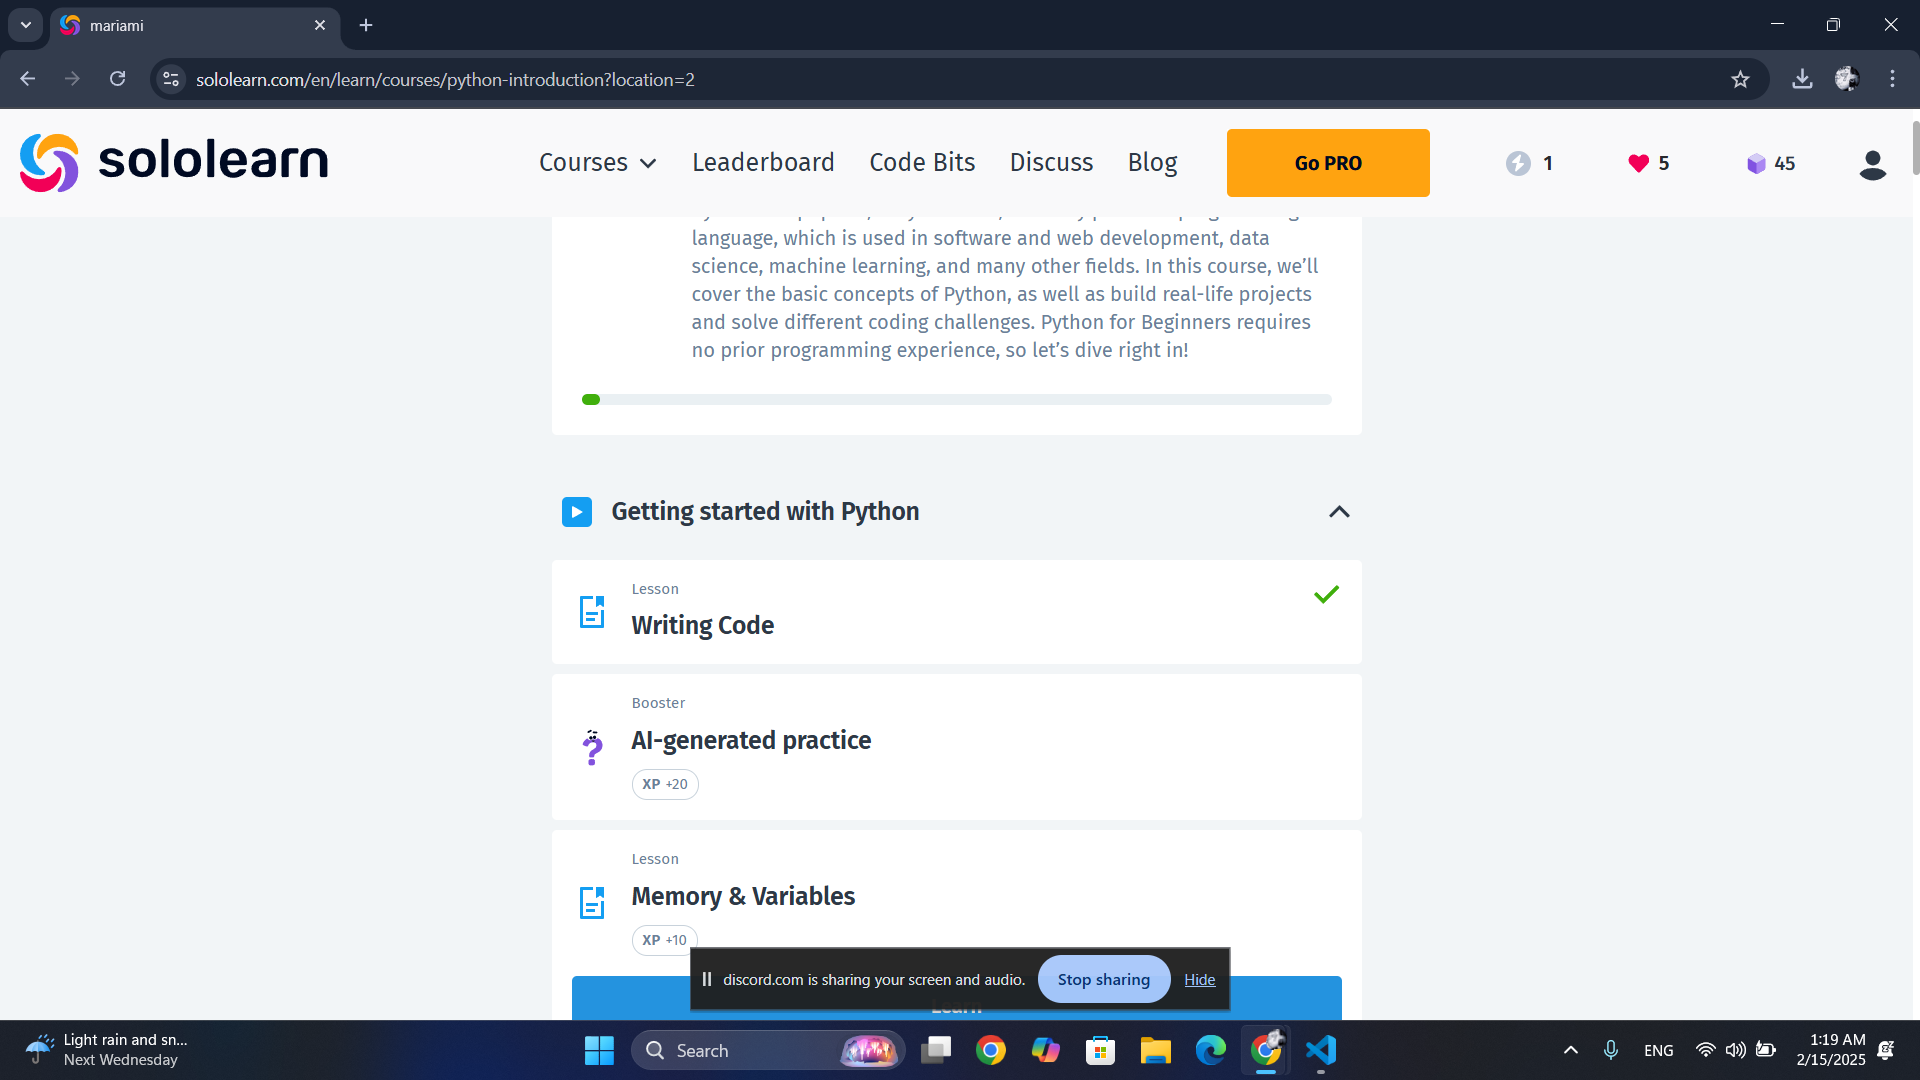 mariami
sololearn.com/en/learn/courses/python-introduction?location=2
sololearn
Courses
Leaderboard
Code Bits
Discuss
Blog
Go PRO
1
5
45
language, which is used in software and web development, data
science, machine learning, and many other fields. In this course, we’ll
cover the basic concepts of Python, as well as build real-life projects
and solve different coding challenges. Python for Beginners requires
no prior programming experience, so let’s dive right in!
Getting started with Python
Lesson
Writing Code
Booster
AI-generated practice
XP +20
Lesson
Memory & Variables
XP +10
Learn
discord.com is sharing your screen and audio.
Stop sharing
Hide
Light rain and sn...
Next Wednesday
Search
ENG
1:19 AM
2/15/2025